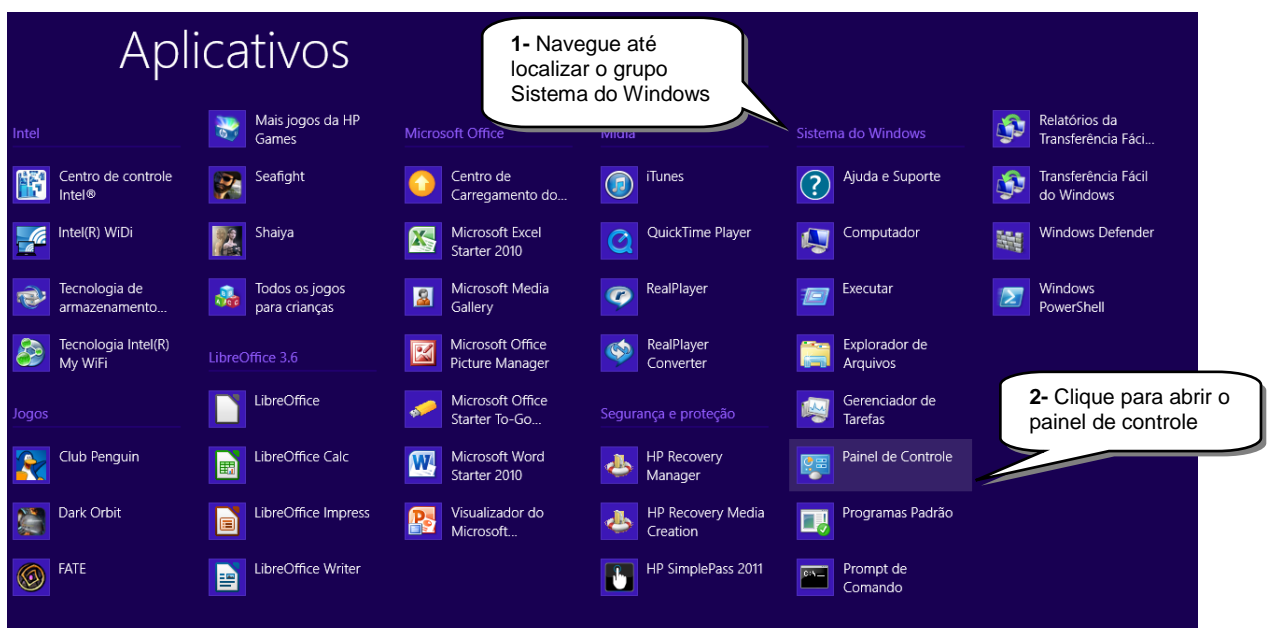 Aplicativos
1- Navegue até
localizar o grupo
Sistema do Windows
Intel
Centro de controle
Intel®
Intel(R) WiDi
Tecnologia de
armazenamento...
Tecnologia Intel(R)
My WiFi
Jogos
Club Penguin
Dark Orbit
FATE
Mais jogos da HP
Games
Seafight
Shaiya
Todos os jogos
para crianças
LibreOffice 3.6
LibreOffice
LibreOffice Calc
LibreOffice Impress
LibreOffice Writer
Microsoft Office
Centro de
Carregamento do...
Microsoft Excel
Starter 2010
Microsoft Media
Gallery
Microsoft Office
Picture Manager
Microsoft Office
Starter To-Go...
Microsoft Word
Starter 2010
Visualizador do
Microsoft...
Mídia
iTunes
QuickTime Player
RealPlayer
RealPlayer
Converter
Segurança e proteção
HP Recovery
Manager
HP Recovery Media
Creation
HP SimplePass 2011
Sistema do Windows
Ajuda e Suporte
Computador
Executar
Explorador de
Arquivos
Gerenciador de
Tarefas
Painel de Controle
Programas Padrão
Prompt de
Comando
Relatórios da
Transferência Fáci...
Transferência Fácil
do Windows
Windows Defender
Windows
PowerShell
2- Clique para abrir o
painel de controle